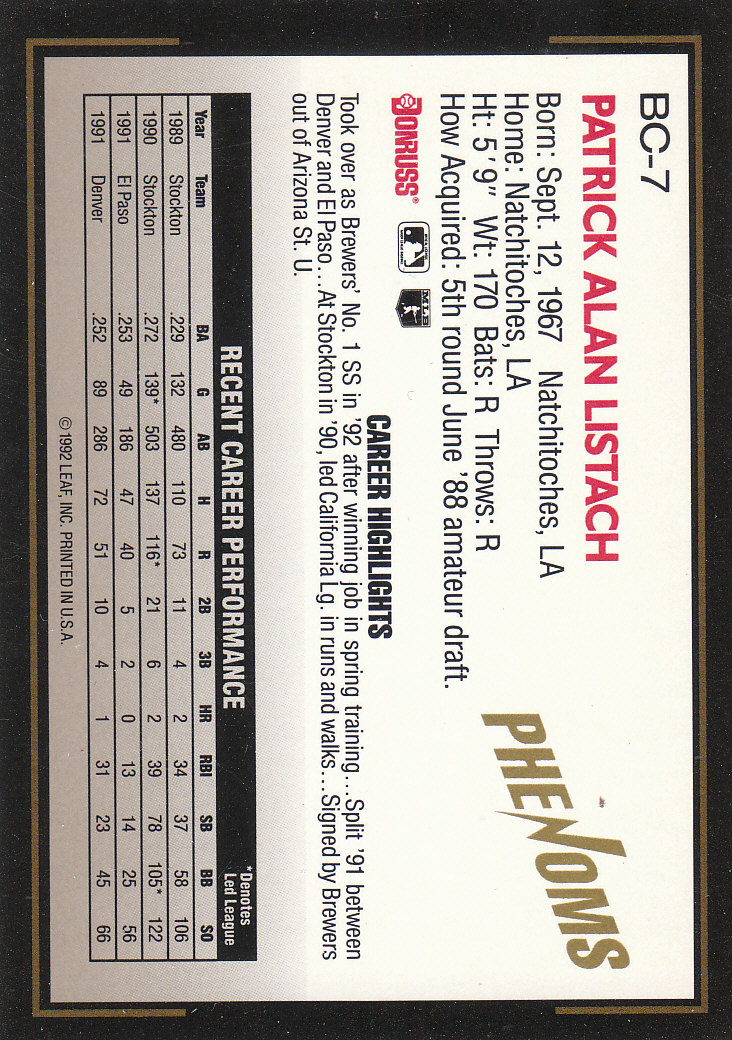 BC-7
PATRICK ALAN LISTACH
Born: Sept. 12, 1967 Natchitoches, LA
Home: Natchitoches, LA
Ht: 5'9" Wt: 170 Bats: R Throws: R
How Acquired: 5th round June '88 amateur draft.
PHENOMS
DONRUSS®
MLB
CAREER HIGHLIGHTS
Took over as Brewers' No. 1 SS in '92 after winning job in spring training...Split '91 between
Denver and El Paso...At Stockton in '90, led California Lg. in runs and walks...Signed by Brewers
out of Arizona St. U.
RECENT CAREER PERFORMANCE
*Denotes
Led League
Year Team BA G AB H R 2B 3B HR RBI SB BB SO
1989 Stockton .229 132 480 110 73 11 4 2 34 37 58 106
1990 Stockton .272 139* 503 137 116* 21 6 2 39 78 105* 122
1991 El Paso .253 49 186 47 40 5 2 0 13 14 25 56
1991 Denver .252 89 286 72 51 10 4 1 31 23 45 66
© 1992 LEAF, INC. PRINTED IN U.S.A.